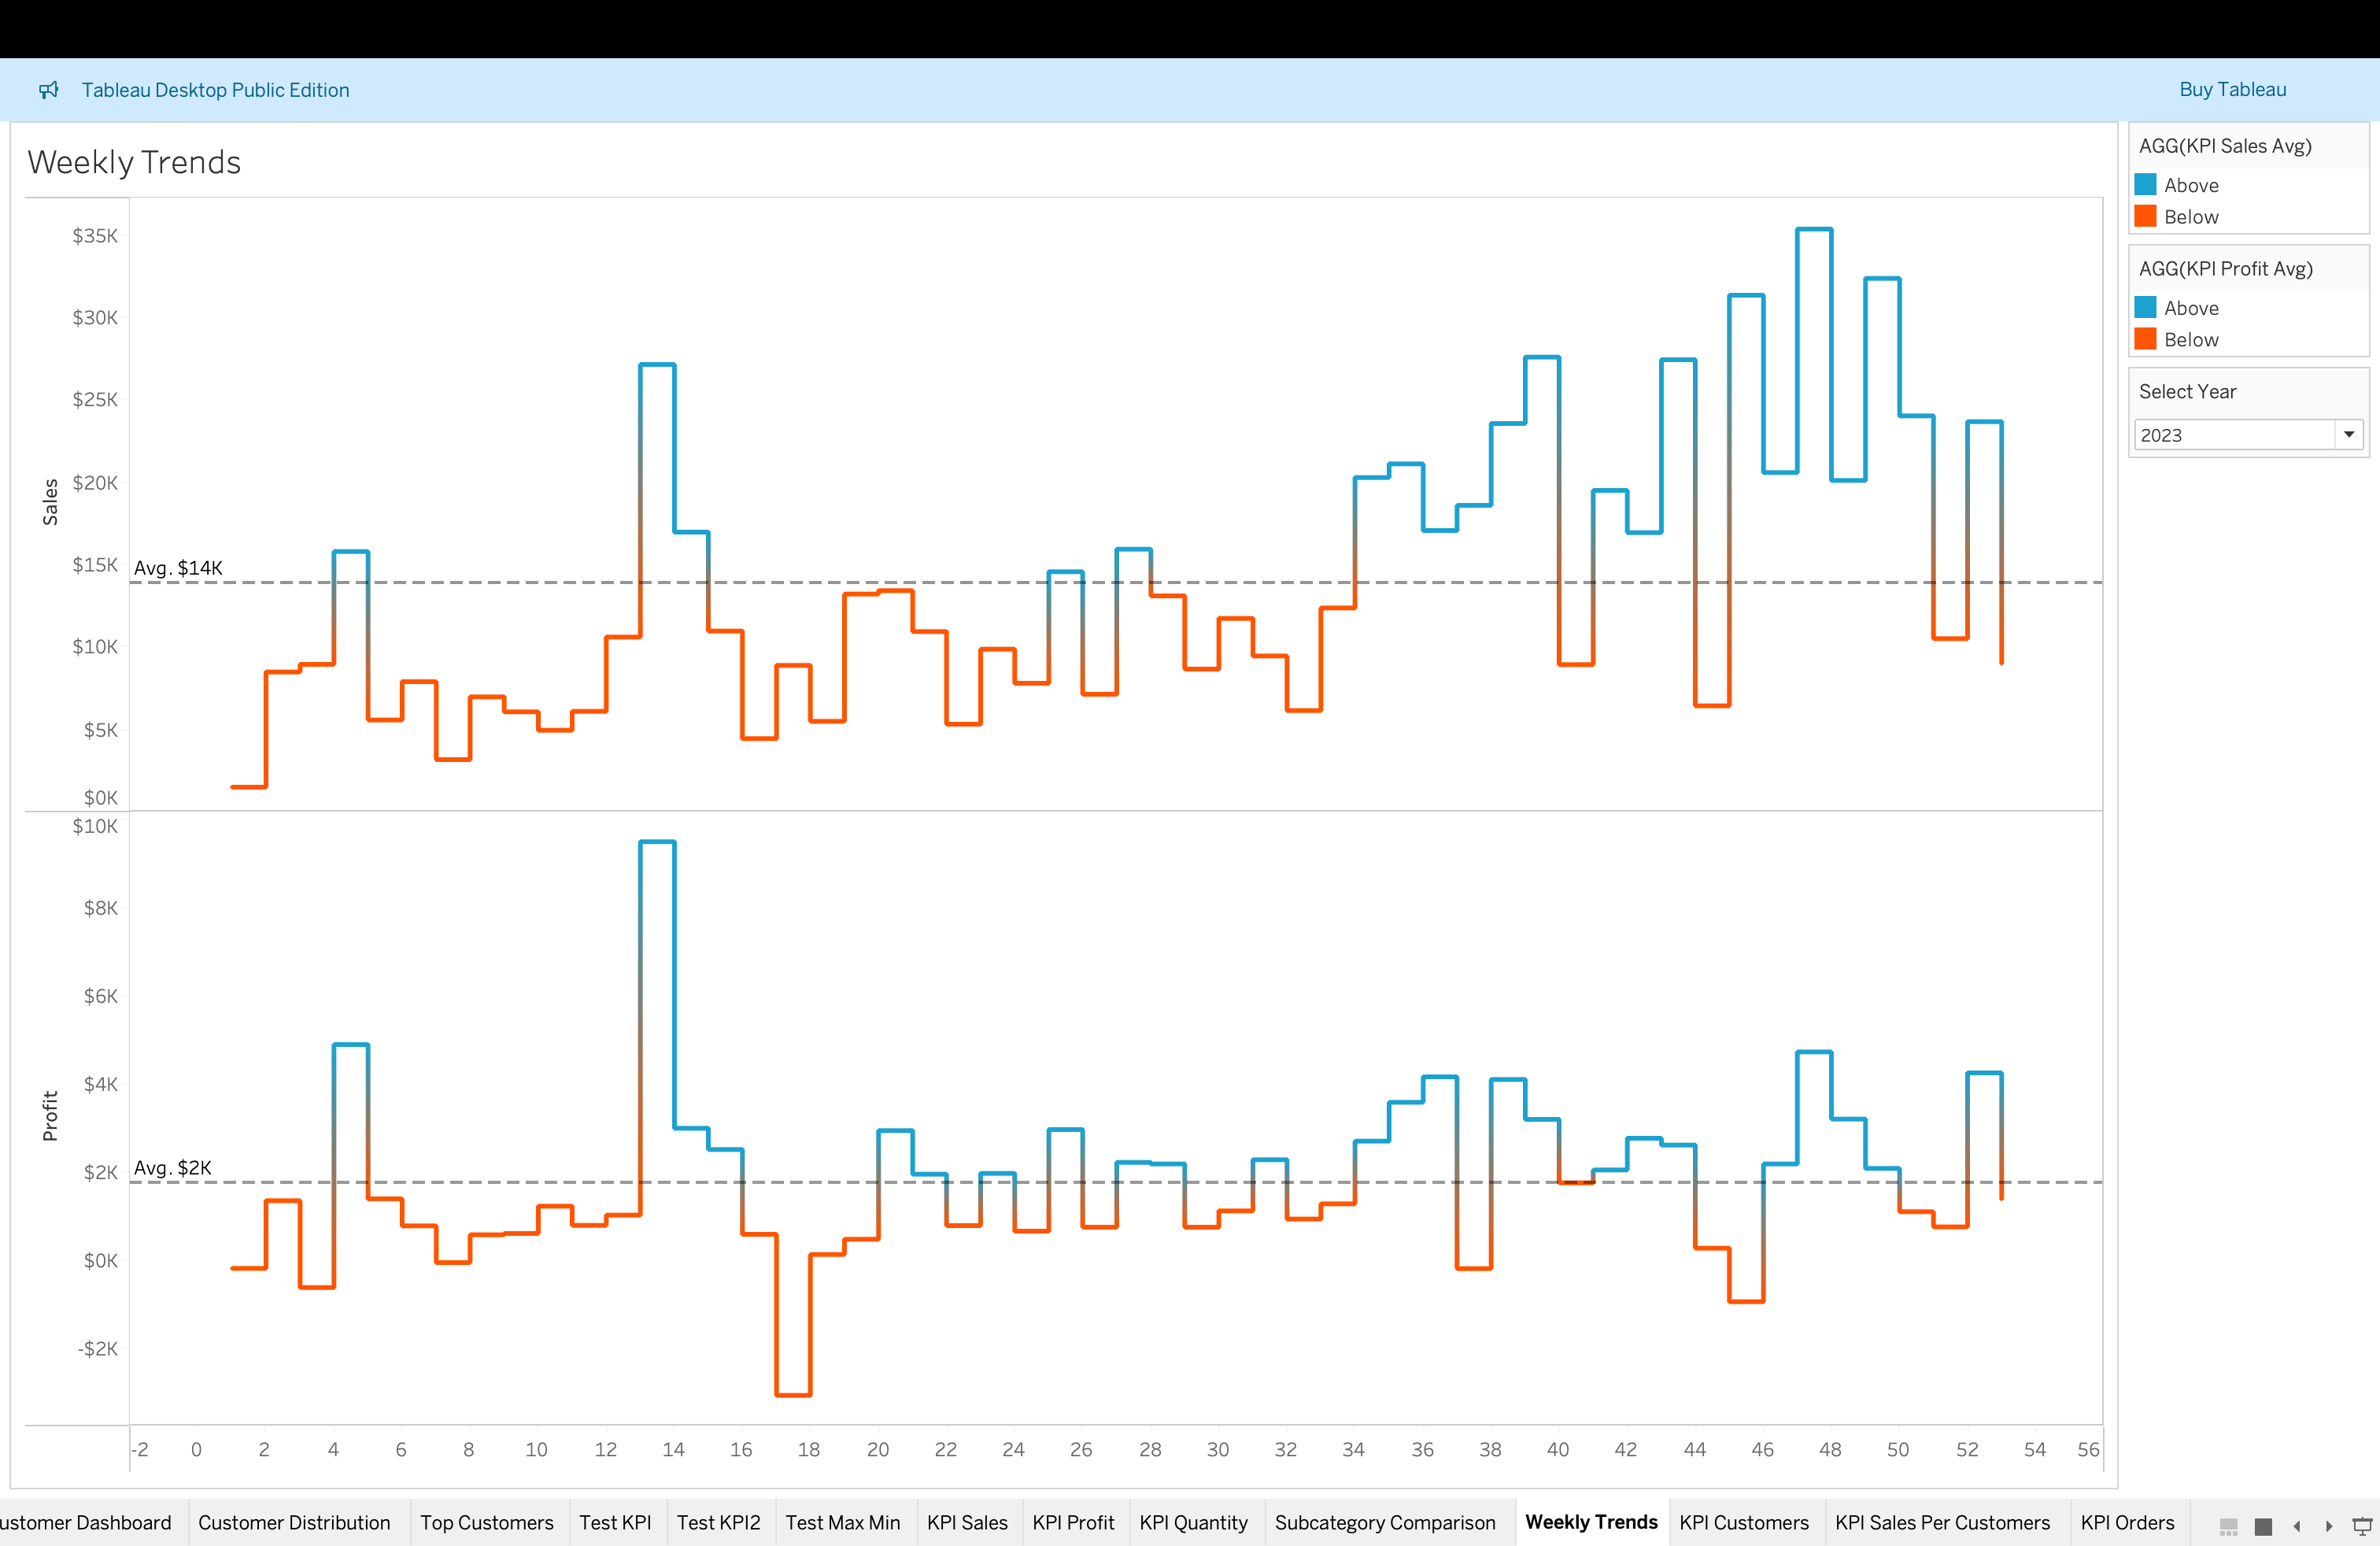 Tableau Desktop Public Edition
Buy Tableau
Weekly Trends
AGG(KPI Sales Avg)
Above
Below
AGG(KPI Profit Avg)
Above
Below
Select Year
2023
Sales
$35K
$30K
$25K
$20K
$15K
$10K
$5K
$0K
Avg. $14K
Profit
$10K
$8K
$6K
$4K
$2K
$0K
-$2K
Avg. $2K
-2 0 2 4 6 8 10 12 14 16 18 20 22 24 26 28 30 32 34 36 38 40 42 44 46 48 50 52 54 56
ustomer Dashboard Customer Distribution Top Customers Test KPI Test KPI2 Test Max Min KPI Sales KPI Profit KPI Quantity Subcategory Comparison Weekly Trends KPI Customers KPI Sales Per Customers KPI Orders